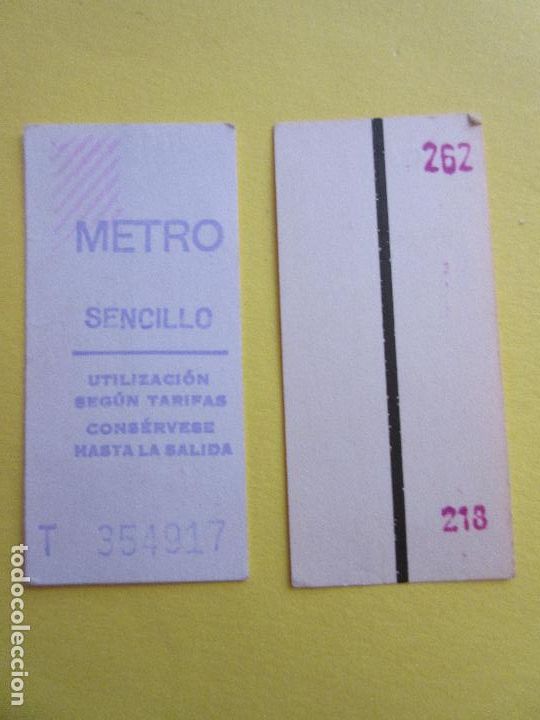 METRO
SENCILLO
UTILIZACIÓN
SEGÚN TARIFAS
CONSÉRVESE
HASTA LA SALIDA
T 354917
262
218
todocoleccion